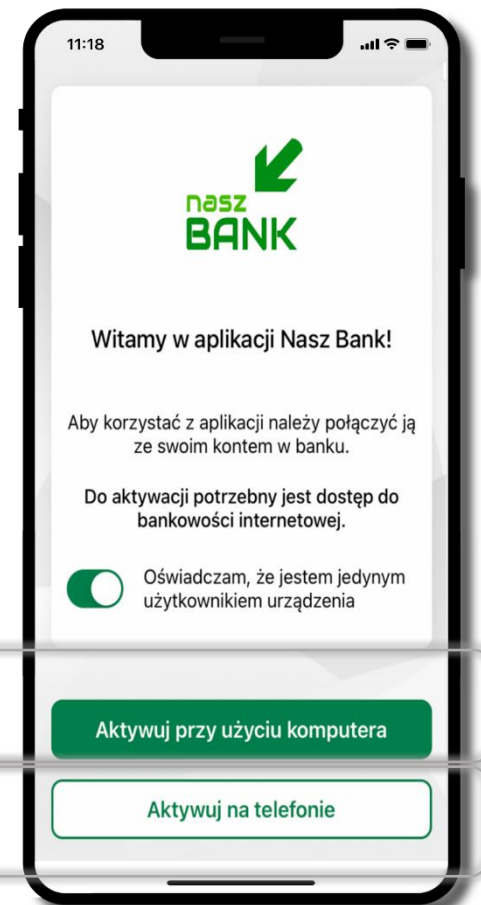 11:18
nasz
BANK
Witamy w aplikacji Nasz Bank!
Aby korzystać z aplikacji należy połączyć ją
ze swoim kontem w banku.
Do aktywacji potrzebny jest dostęp do
bankowości internetowej.
Oświadczam, że jestem jedynym
użytkownikiem urządzenia
Aktywuj przy użyciu komputera
Aktywuj na telefonie